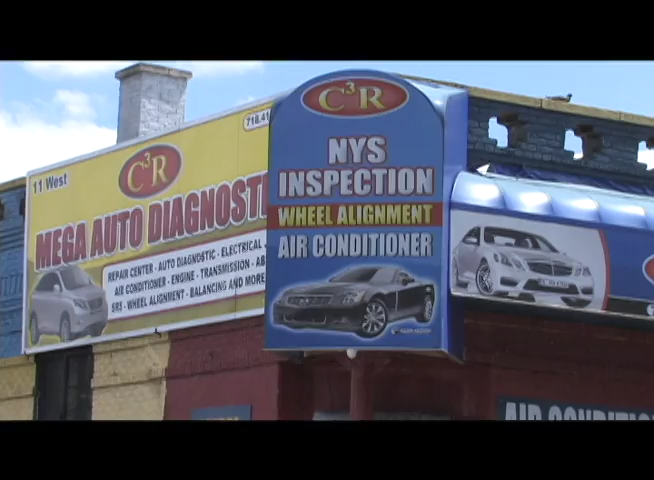 11 West
C3R
718.41
MEGA AUTO DIAGNOSTI
REPAIR CENTER - AUTO DIAGNOSTIC - ELECTRICAL -
AIR CONDITIONER - ENGINE - TRANSMISSION - AB
SRS - WHEEL ALIGNMENT - BALANCING AND MORE
C3R
NYS
INSPECTION
WHEEL ALIGNMENT
AIR CONDITIONER
AIR CONDITION